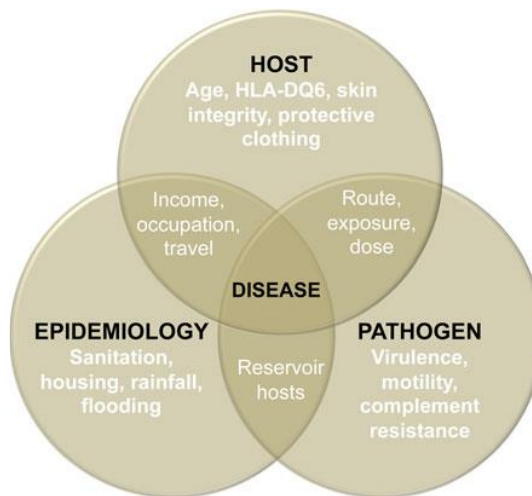 HOST
Age, HLA-DQ6, skin
integrity, protective
clothing
Income,
occupation,
travel
Route,
exposure,
dose
DISEASE
EPIDEMIOLOGY
Sanitation,
housing, rainfall,
flooding
Reservoir
hosts
PATHOGEN
Virulence,
motility,
complement
resistance